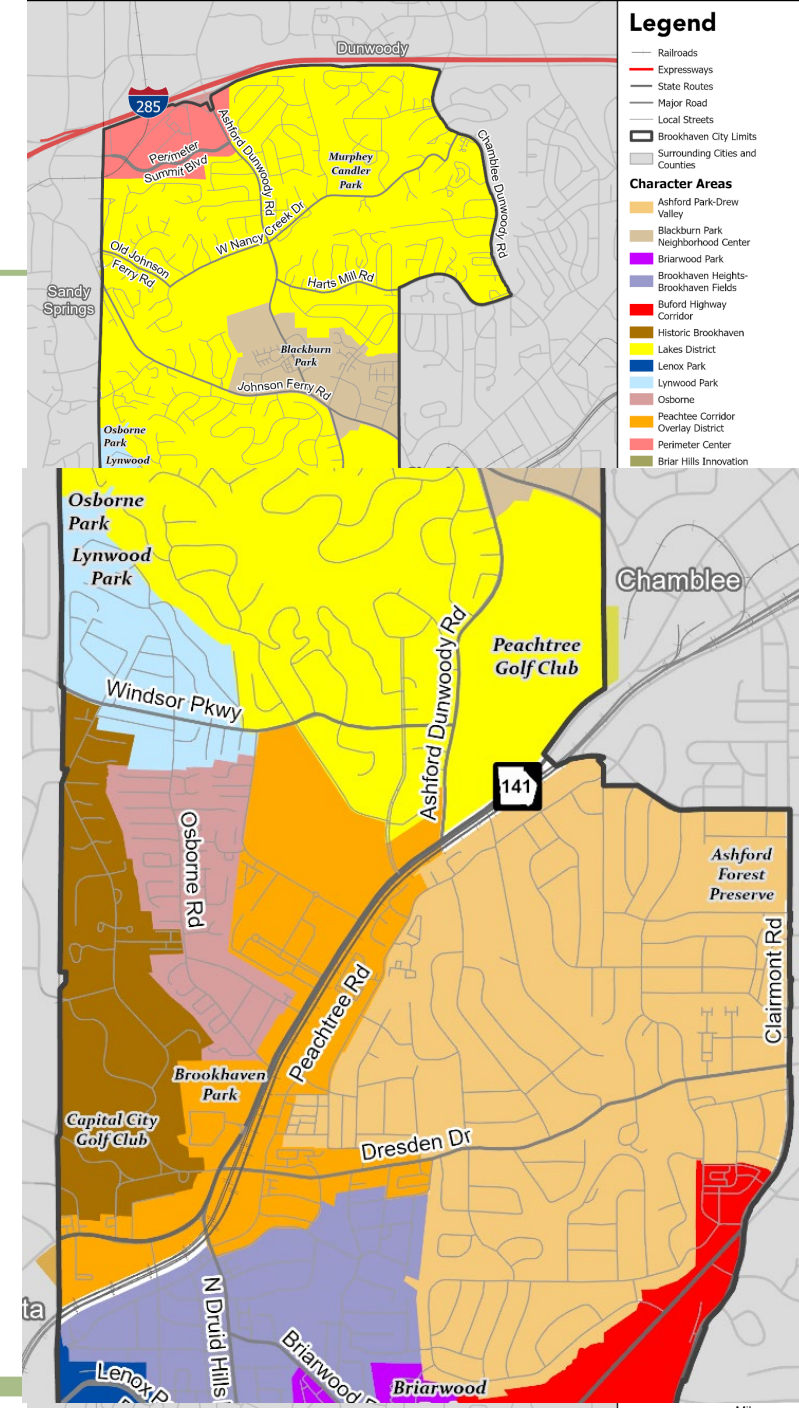 Legend
Railroads
Expressways
State Routes
Major Road
Local Streets
Brookhaven City Limits
Surrounding Cities and
Counties
Character Areas
Ashford Park-Drew
Valley
Blackburn Park
Neighborhood Center
Briarwood Park
Brookhaven Heights-
Brookhaven Fields
Buford Highway
Corridor
Historic Brookhaven
Lakes District
Lenox Park
Lynwood Park
Osborne
Peachtee Corridor
Overlay District
Perimeter Center
Briar Hills Innovation
Dunwoody
285
Perimeter
Summit Blvd
Ashford Dunwoody Rd
Murphey
Candler
Park
Chamblee Dunwoody Rd
W Nancy Creek Dr
Old Johnson
Ferry Rd
Harts Mill Rd
Sandy
Springs
Blackburn
Park
Johnson Ferry Rd
Osborne
Park
Lynwood
Osborne
Park
Lynwood
Park
Chamblee
Ashford Dunwoody Rd
Peachtree
Golf Club
Windsor Pkwy
141
Osborne Rd
Ashford
Forest
Preserve
Clairmont Rd
Peachtree Rd
Brookhaven
Park
Capital City
Golf Club
Dresden Dr
ta
N Druid Hills
Briarwood
Lenox
Briarwood